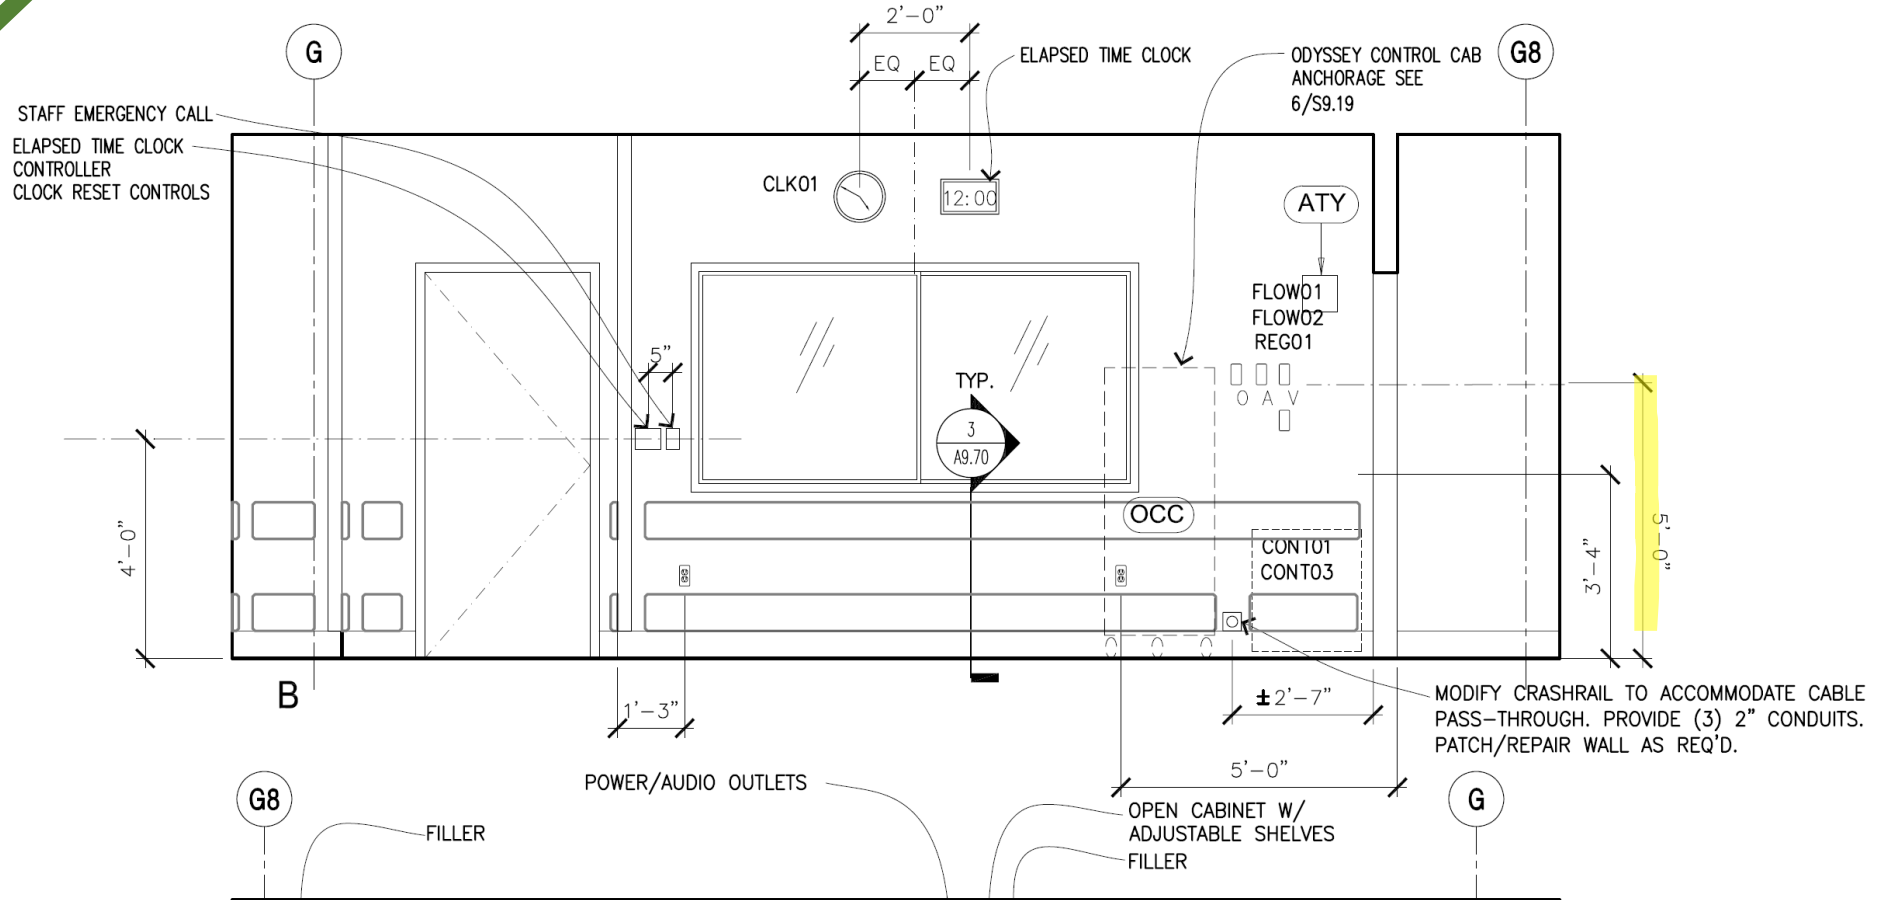 2'-0"
G
EQ
EQ
ELAPSED TIME CLOCK
ODYSSEY CONTROL CAB
ANCHORAGE SEE
6/S9.19
G8
STAFF EMERGENCY CALL
ELAPSED TIME CLOCK
CONTROLLER
CLOCK RESET CONTROLS
CLK01
12:00
ATY
FLOW01
FLOW02
REG01
5"
TYP.
O A V
3
A9.70
OCC
4'-0"
CONT01
CONT03
3'-4"
5'-0"
B
1'-3"
±2'-7"
MODIFY CRASHRAIL TO ACCOMMODATE CABLE
PASS-THROUGH. PROVIDE (3) 2" CONDUITS.
PATCH/REPAIR WALL AS REQ'D.
5'-0"
POWER/AUDIO OUTLETS
G8
G
OPEN CABINET W/
ADJUSTABLE SHELVES
FILLER
FILLER